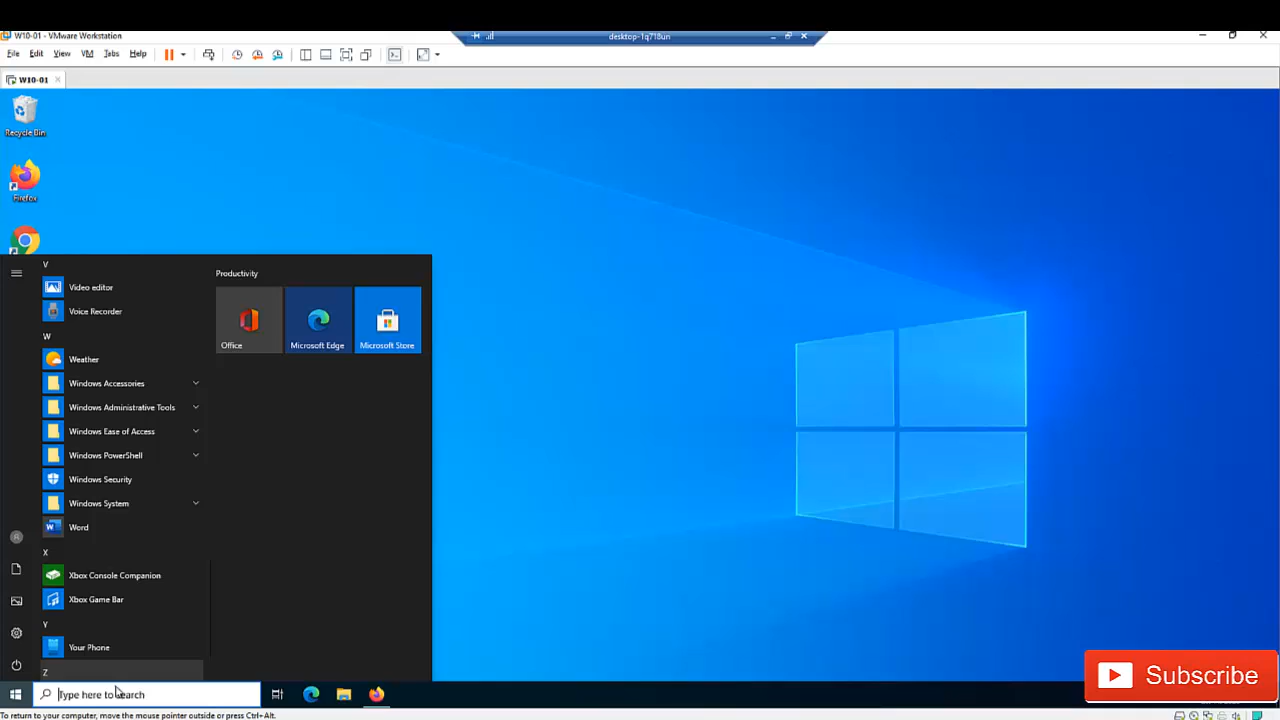 W10-01 - VMware Workstation
desktop-1q718un
File Edit View VM Tabs Help
W10-01
Recycle Bin
Firefox
V
Productivity
Video editor
Voice Recorder
Office
Microsoft Edge
Microsoft Store
W
Weather
Windows Accessories
Windows Administrative Tools
Windows Ease of Access
Windows PowerShell
Windows Security
Windows System
Word
X
Xbox Console Companion
Xbox Game Bar
Y
Your Phone
Z
Type here to search
Subscribe
To return to your computer, move the mouse pointer outside or press Ctrl+Alt.